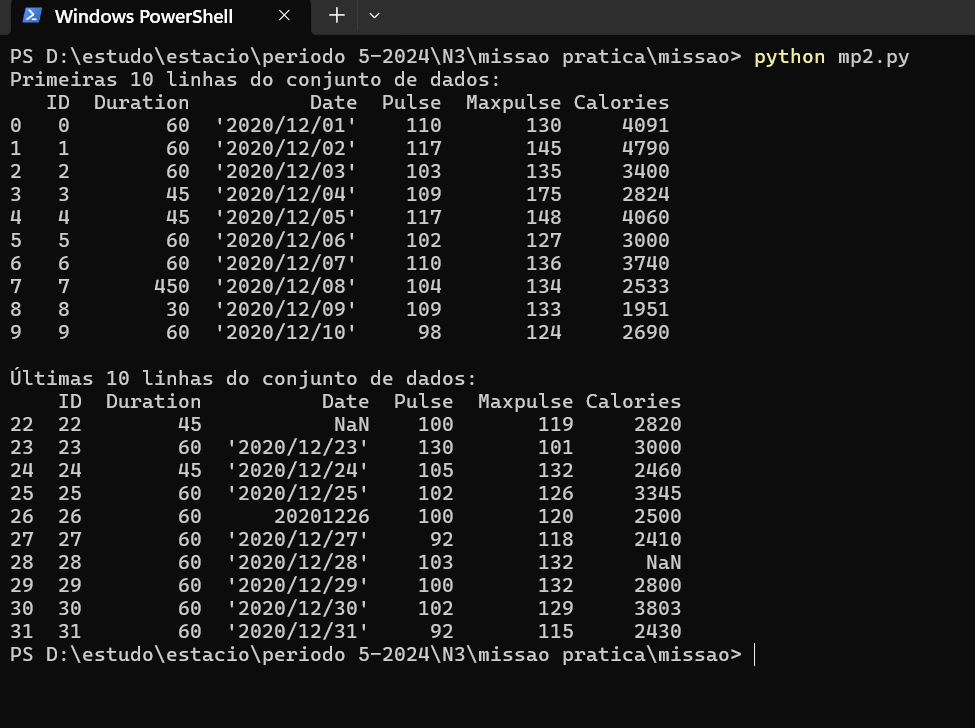 Windows PowerShell
PS D:\estudo\estacio\periodo 5-2024\N3\missao pratica\missao> python mp2.py
Primeiras 10 linhas do conjunto de dados:
   ID  Duration          Date  Pulse  Maxpulse Calories
0   0        60  '2020/12/01'    110       130     4091
1   1        60  '2020/12/02'    117       145     4790
2   2        60  '2020/12/03'    103       135     3400
3   3        45  '2020/12/04'    109       175     2824
4   4        45  '2020/12/05'    117       148     4060
5   5        60  '2020/12/06'    102       127     3000
6   6        60  '2020/12/07'    110       136     3740
7   7       450  '2020/12/08'    104       134     2533
8   8        30  '2020/12/09'    109       133     1951
9   9        60  '2020/12/10'     98       124     2690
Últimas 10 linhas do conjunto de dados:
    ID  Duration          Date  Pulse  Maxpulse Calories
22  22        45           NaN    100       119     2820
23  23        60  '2020/12/23'    130       101     3000
24  24        45  '2020/12/24'    105       132     2460
25  25        60  '2020/12/25'    102       126     3345
26  26        60      20201226    100       120     2500
27  27        60  '2020/12/27'     92       118     2410
28  28        60  '2020/12/28'    103       132      NaN
29  29        60  '2020/12/29'    100       132     2800
30  30        60  '2020/12/30'    102       129     3803
31  31        60  '2020/12/31'     92       115     2430
PS D:\estudo\estacio\periodo 5-2024\N3\missao pratica\missao>